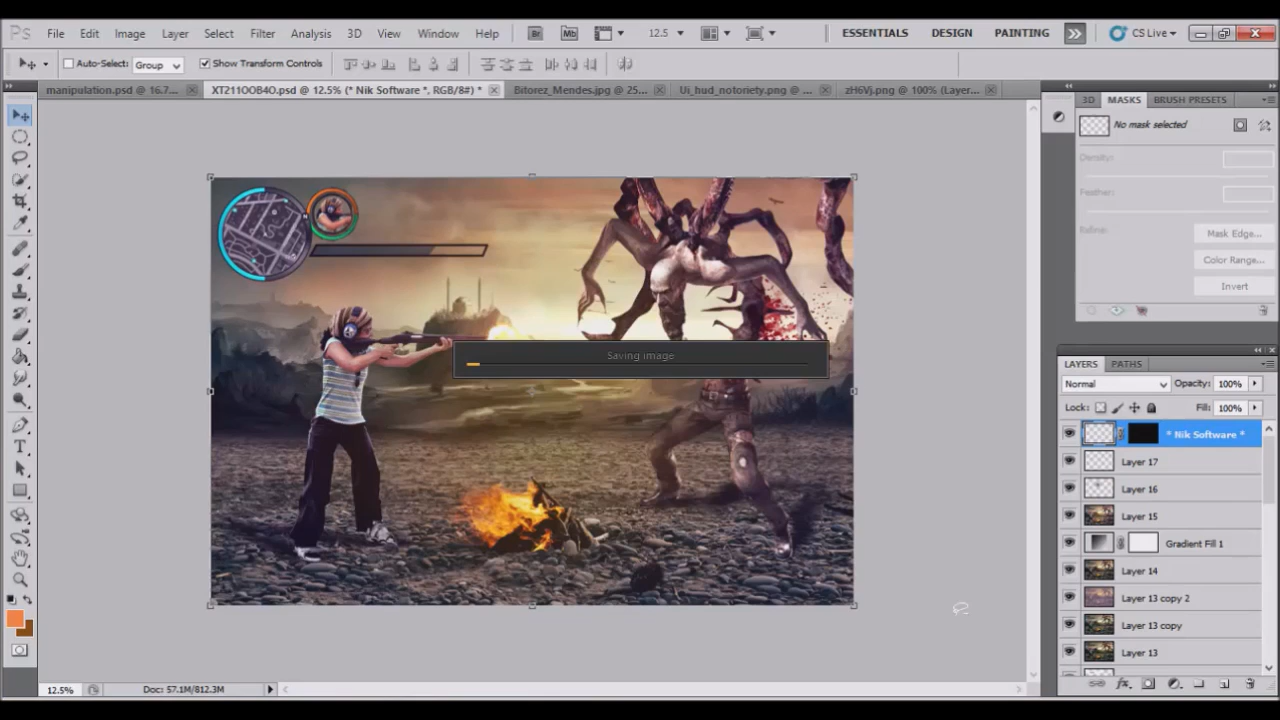 Ps File Edit Image Layer Select Filter Analysis 3D View Window Help Br Mb 12.5 ESSENTIALS DESIGN PAINTING CS Live
Auto-Select: Group Show Transform Controls
manipulation.psd @ 16.7... XT211OOB4O.psd @ 12.5% (* Nik Software *, RGB/8#) * Bitorez_Mendes.jpg @ 25... Ui_hud_notoriety.png @ ... zH6Vj.png @ 100% (Layer...
3D MASKS BRUSH PRESETS
No mask selected
Density:
Feather:
Refine: Mask Edge...
Color Range...
Invert
Saving image
LAYERS PATHS
Normal Opacity: 100%
Lock: Fill: 100%
* Nik Software *
Layer 17
Layer 16
Layer 15
Gradient Fill 1
Layer 14
Layer 13 copy 2
Layer 13 copy
Layer 13
12.5% Doc: 57.1M/812.3M